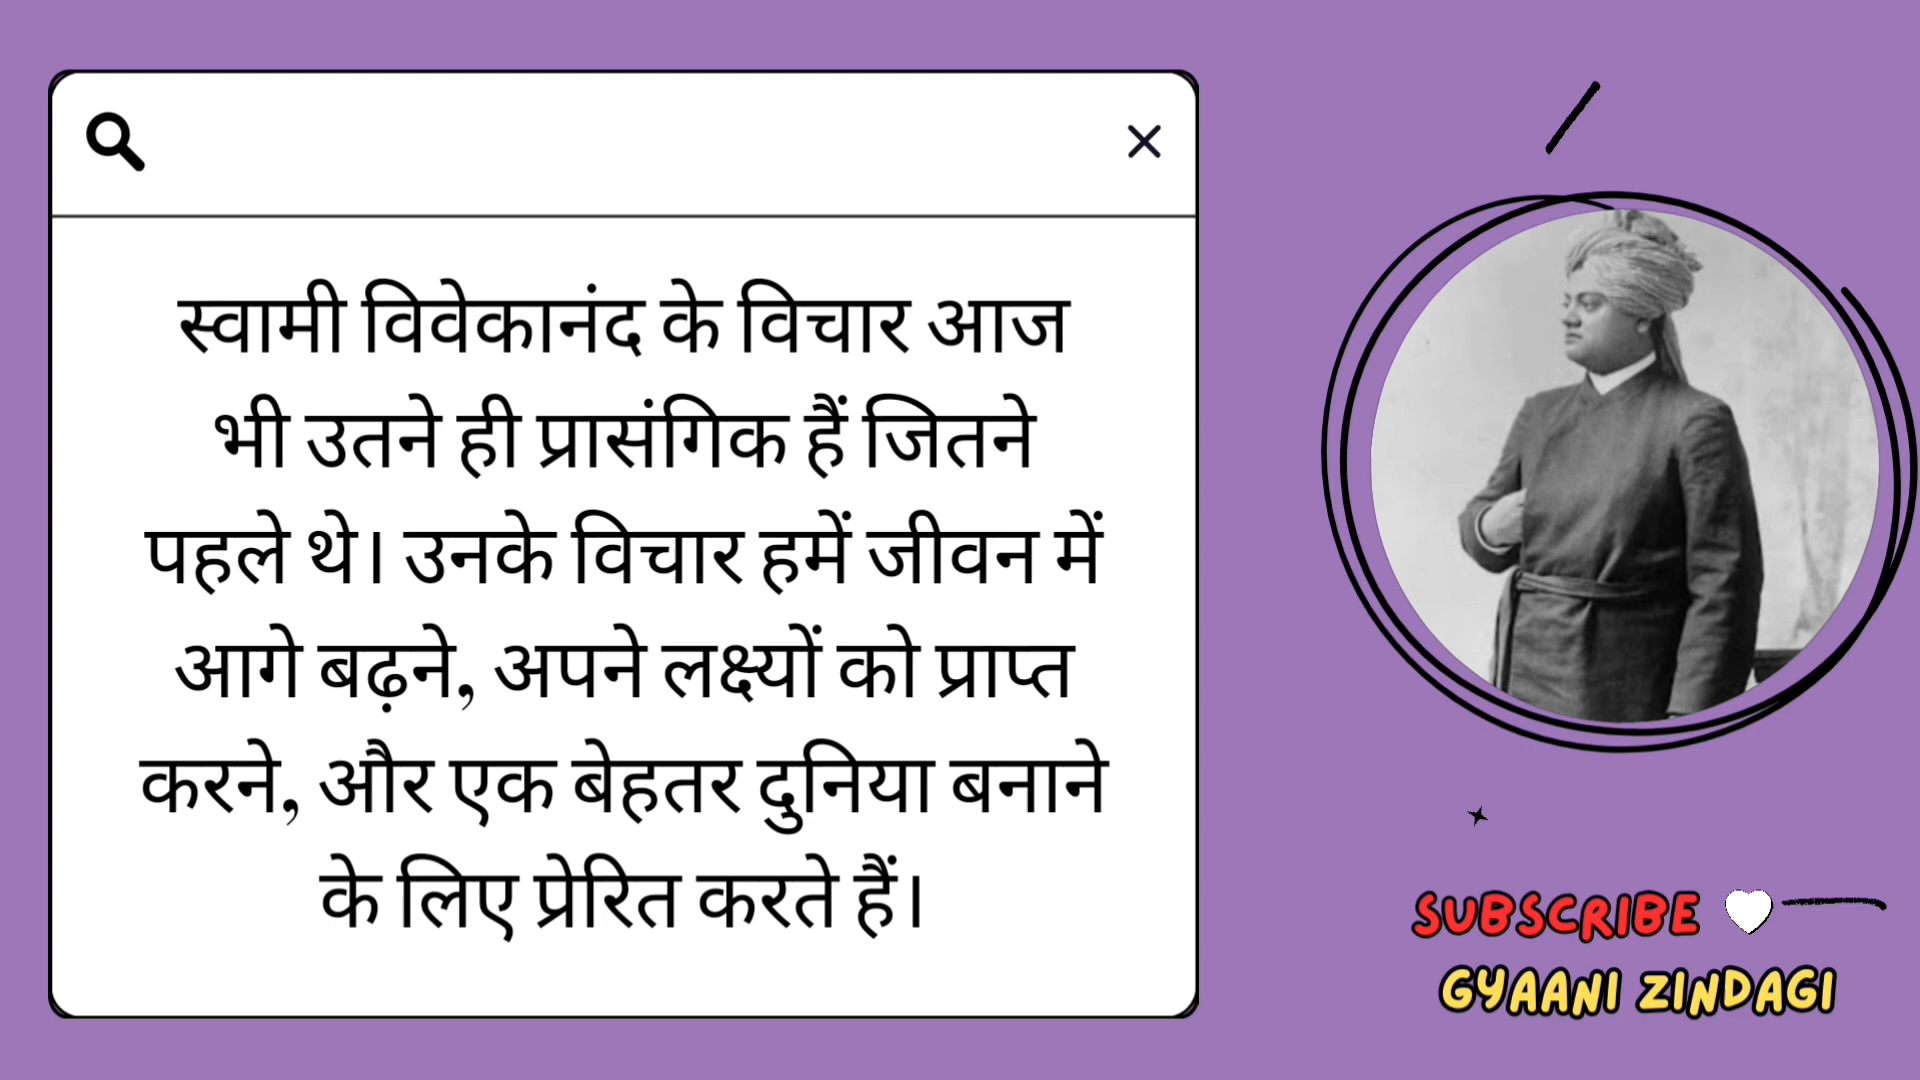 स्वामी विवेकानंद के विचार आज
भी उतने ही प्रासंगिक हैं जितने
पहले थे। उनके विचार हमें जीवन में
आगे बढ़ने, अपने लक्ष्यों को प्राप्त
करने, और एक बेहतर दुनिया बनाने
के लिए प्रेरित करते हैं।
SUBSCRIBE
GYAANI ZINDAGI